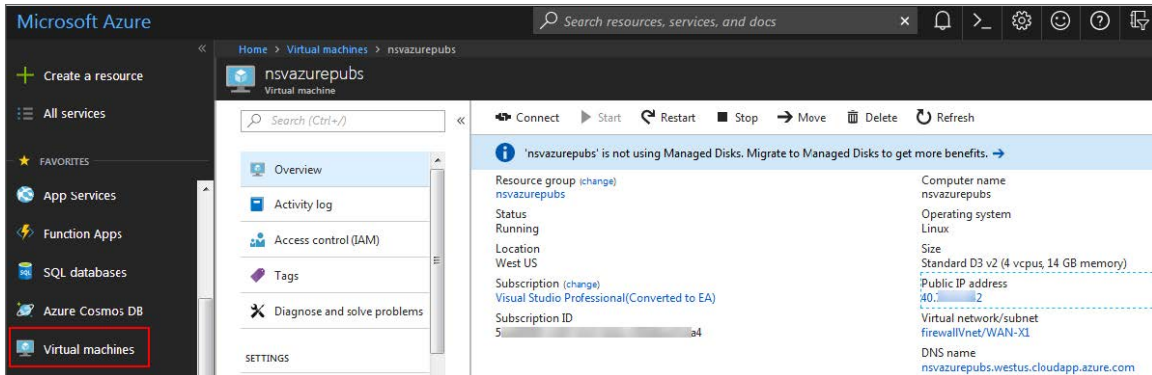 Microsoft Azure
Search resources, services, and docs
Home > Virtual machines > nsvazurepubs
Create a resource
All services
FAVORITES
App Services
Function Apps
SQL databases
Azure Cosmos DB
Virtual machines
nsvazurepubs
Virtual machine
Search (Ctrl+/)
Overview
Activity log
Access control (IAM)
Tags
Diagnose and solve problems
SETTINGS
Connect Start Restart Stop Move Delete Refresh
'nsvazurepubs' is not using Managed Disks. Migrate to Managed Disks to get more benefits. →
Resource group (change)
nsvazurepubs
Status
Running
Location
West US
Subscription (change)
Visual Studio Professional(Converted to EA)
Subscription ID
5 a4
Computer name
nsvazurepubs
Operating system
Linux
Size
Standard D3 v2 (4 vcpus, 14 GB memory)
Public IP address
40. 2
Virtual network/subnet
firewallVnet/WAN-X1
DNS name
nsvazurepubs.westus.cloudapp.azure.com